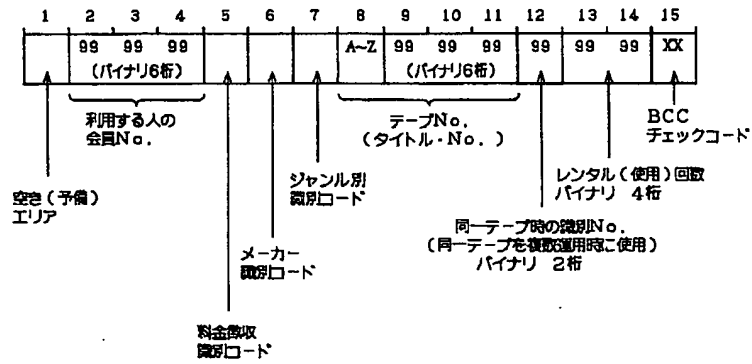 1 2 3 4 5 6 7 8 9 10 11 12 13 14 15
99 99 99 A~Z 99 99 99 99 99 99 XX
(バイナリ6桁) (バイナリ6桁)
利用する人の
会員No.
テープNo.
(タイトル・No.)
BCC
チェックコード
空き(予備)
エリア
ジャンル別
識別コード
レンタル(使用)回数
バイナリ 4桁
メーカー
識別コード
同一テープ時の識別No.
(同一テープを複数運用時に使用)
バイナリ 2桁
料金徴収
識別コード